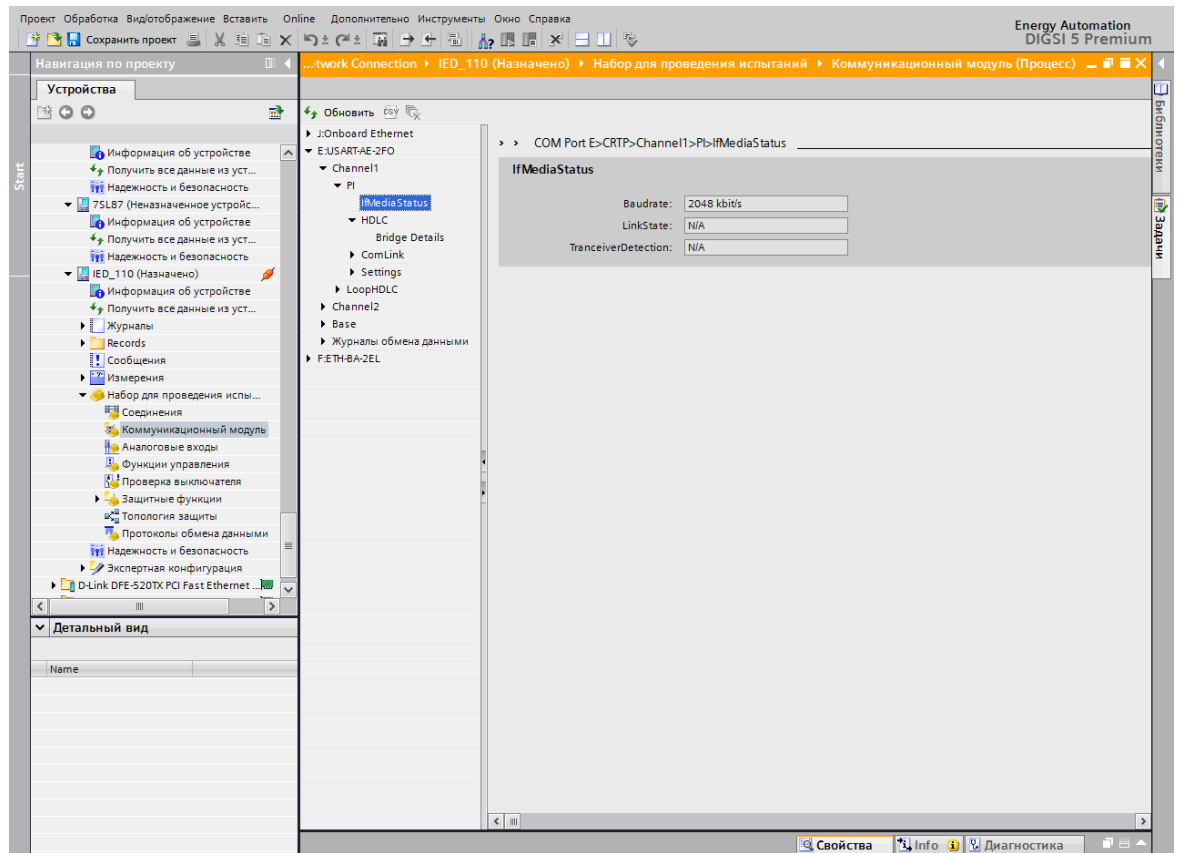 Проект Обработка Вид/отображение Вставить Online Дополнительно Инструменты Окно Справка
Energy Automation
DIGSI 5 Premium
Сохранить проект
Навигация по проекту
...twork Connection IED_110 (Назначено) Набор для проведения испытаний Коммуникационный модуль (Процесс)
Устройства
Start
Информация об устройстве
Получить все данные из уст...
Надежность и безопасность
7SL87 (Неназначенное устройс...
Информация об устройстве
Получить все данные из уст...
Надежность и безопасность
IED_110 (Назначено)
Информация об устройстве
Получить все данные из уст...
Журналы
Records
Сообщения
Измерения
Набор для проведения испы...
Соединения
Коммуникационный модуль
Аналоговые входы
Функции управления
Проверка выключателя
Защитные функции
Топология защиты
Протоколы обмена данными
Надежность и безопасность
Экспертная конфигурация
D-Link DFE-520TX PCI Fast Ethernet ...
Детальный вид
Name
Обновить CSV
J:Onboard Ethernet
E:USART-AE-2FO
Channel1
PI
IfMediaStatus
HDLC
Bridge Details
ComLink
Settings
LoopHDLC
Channel2
Base
Журналы обмена данными
F:ETH-BA-2EL
> > COM Port E>CRTP>Channel1>PI>IfMediaStatus
IfMediaStatus
Baudrate: 2048 kbit/s
LinkState: N/A
TranceiverDetection: N/A
Библиотеки
Задачи
Свойства Info Диагностика